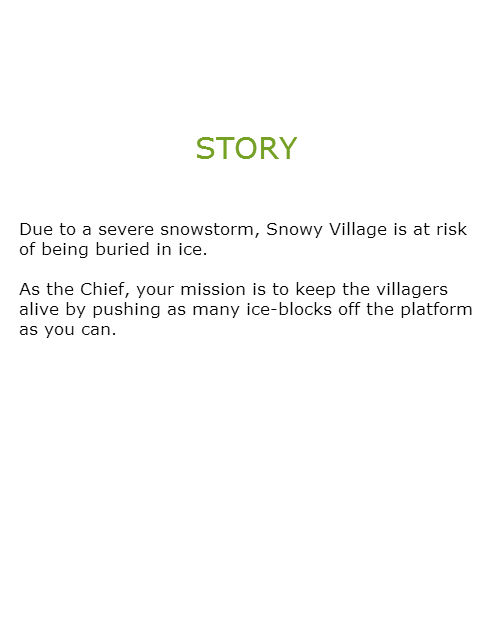 STORY
Due to a severe snowstorm, Snowy Village is at risk
of being buried in ice.
As the Chief, your mission is to keep the villagers
alive by pushing as many ice-blocks off the platform
as you can.